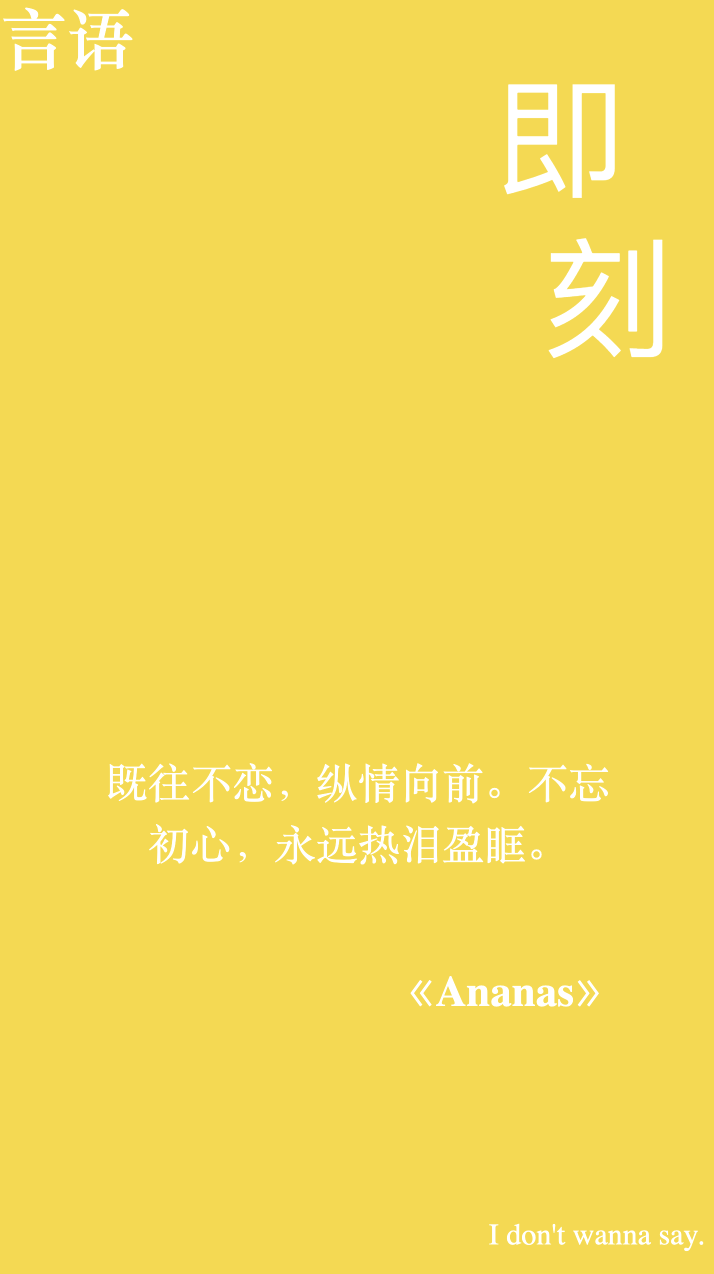 言语
即
刻
既往不恋，纵情向前。不忘
初心，永远热泪盈眶。
《Ananas》
I don't wanna say.